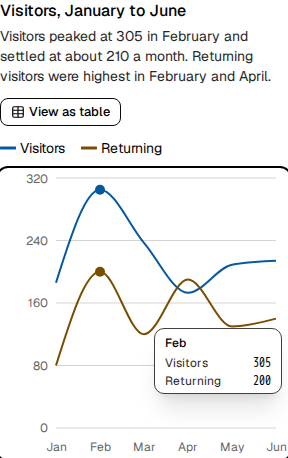 Visitors, January to June
Visitors peaked at 305 in February and
settled at about 210 a month. Returning
visitors were highest in February and April.
View as table
Visitors Returning
320
240
160
80
0
Feb
Visitors 305
Returning 200
Jan Feb Mar Apr May Jun